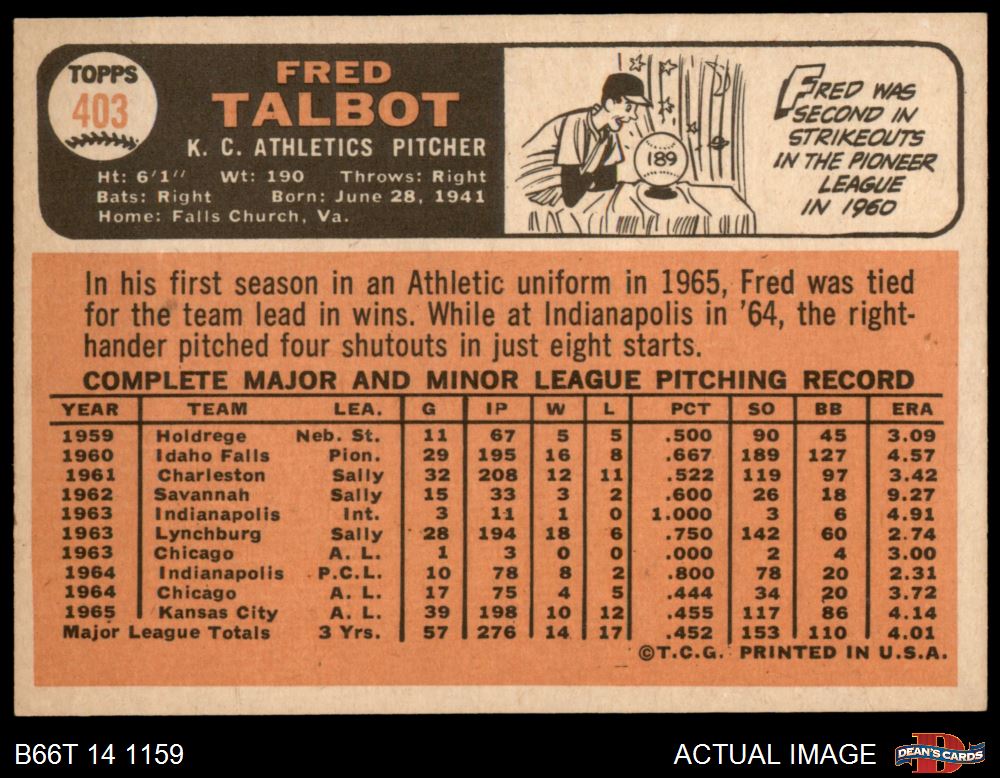 TOPPS
403
FRED
TALBOT
K. C. ATHLETICS PITCHER
Ht: 6'1" Wt: 190 Throws: Right
Bats: Right Born: June 28, 1941
Home: Falls Church, Va.
189
FRED WAS
SECOND IN
STRIKEOUTS
IN THE PIONEER
LEAGUE
IN 1960
In his first season in an Athletic uniform in 1965, Fred was tied
for the team lead in wins. While at Indianapolis in '64, the right-
hander pitched four shutouts in just eight starts.
COMPLETE MAJOR AND MINOR LEAGUE PITCHING RECORD
YEAR TEAM LEA. G IP W L PCT SO BB ERA
1959 Holdrege Neb. St. 11 67 5 5 .500 90 45 3.09
1960 Idaho Falls Pion. 29 195 16 8 .667 189 127 4.57
1961 Charleston Sally 32 208 12 11 .522 119 97 3.42
1962 Savannah Sally 15 33 3 2 .600 26 18 9.27
1963 Indianapolis Int. 3 11 1 0 1.000 3 6 4.91
1963 Lynchburg Sally 28 194 18 6 .750 142 60 2.74
1963 Chicago A. L. 1 3 0 0 .000 2 4 3.00
1964 Indianapolis P.C.L. 10 78 8 2 .800 78 20 2.31
1964 Chicago A. L. 17 75 4 5 .444 34 20 3.72
1965 Kansas City A. L. 39 198 10 12 .455 117 86 4.14
Major League Totals 3 Yrs. 57 276 14 17 .452 153 110 4.01
©T.C.G. PRINTED IN U.S.A.
B66T 14 1159
ACTUAL IMAGE
DEAN'S CARDS